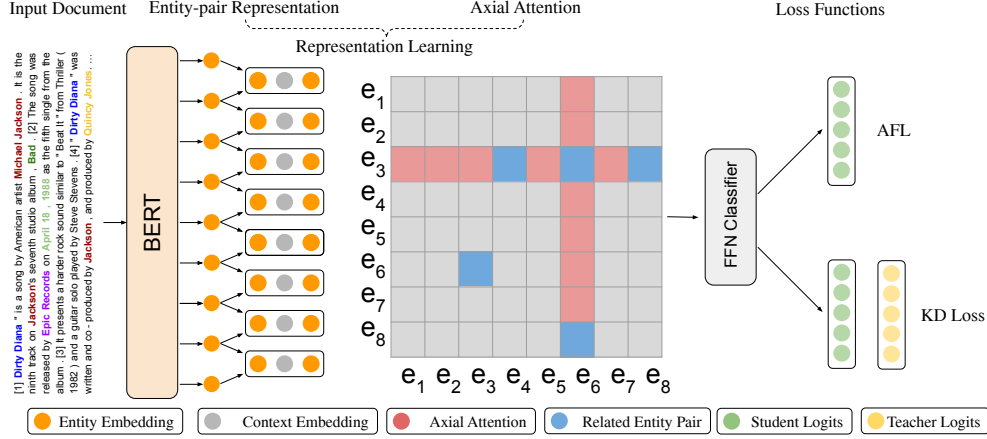 Input Document
Entity-pair Representation
Axial Attention
Loss Functions
Representation Learning
[1] Dirty Diana " is a song by American artist Michael Jackson . It is the
ninth track on Jackson's seventh studio album , Bad . [2] The song was
released by Epic Records on April 18 , 1988 as the fifth single from the
album . [3] It presents a harder rock sound similar to " Beat It " from Thriller (
1982 ) and a guitar solo played by Steve Stevens . [4] " Dirty Diana " was
written and co - produced by Jackson , and produced by Quincy Jones , ...
BERT
e1
e2
e3
e4
e5
e6
e7
e8
e1 e2 e3 e4 e5 e6 e7 e8
FFN Classifier
AFL
KD Loss
Entity Embedding
Context Embedding
Axial Attention
Related Entity Pair
Student Logits
Teacher Logits